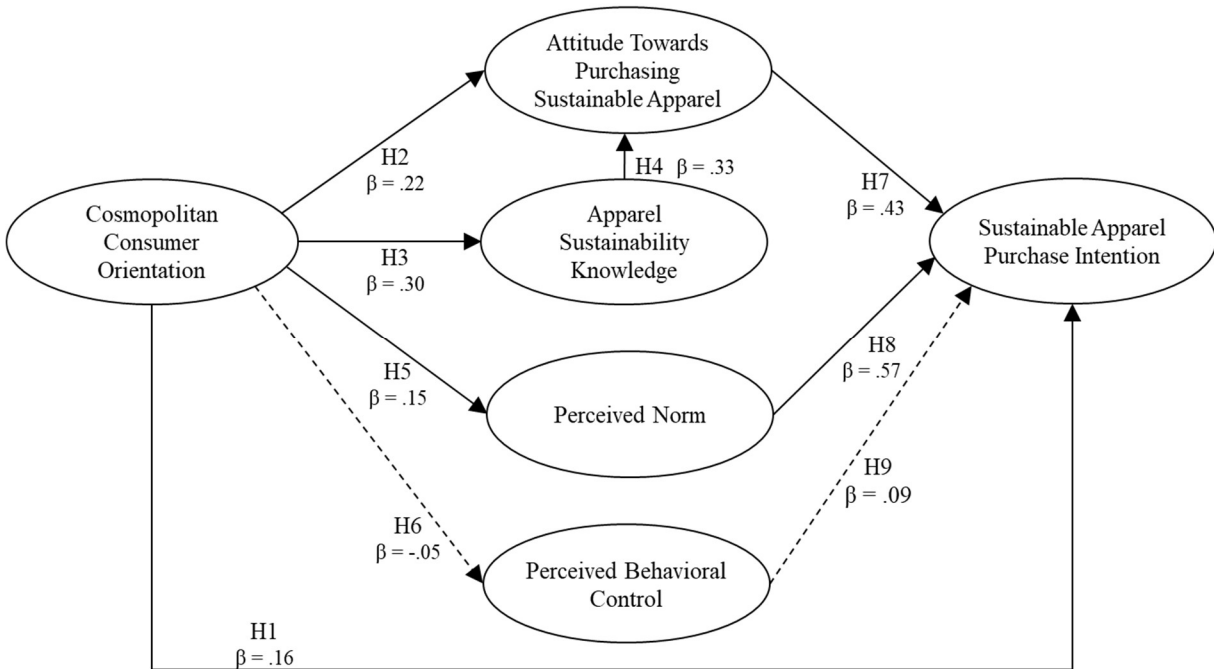 Attitude Towards
Purchasing
Sustainable Apparel
H2
β = .22
H4 β = .33
H7
β = .43
Cosmopolitan
Consumer
Orientation
H3
β = .30
Apparel
Sustainability
Knowledge
Sustainable Apparel
Purchase Intention
H5
β = .15
Perceived Norm
H8
β = .57
H6
β = -.05
Perceived Behavioral
Control
H9
β = .09
H1
β = .16